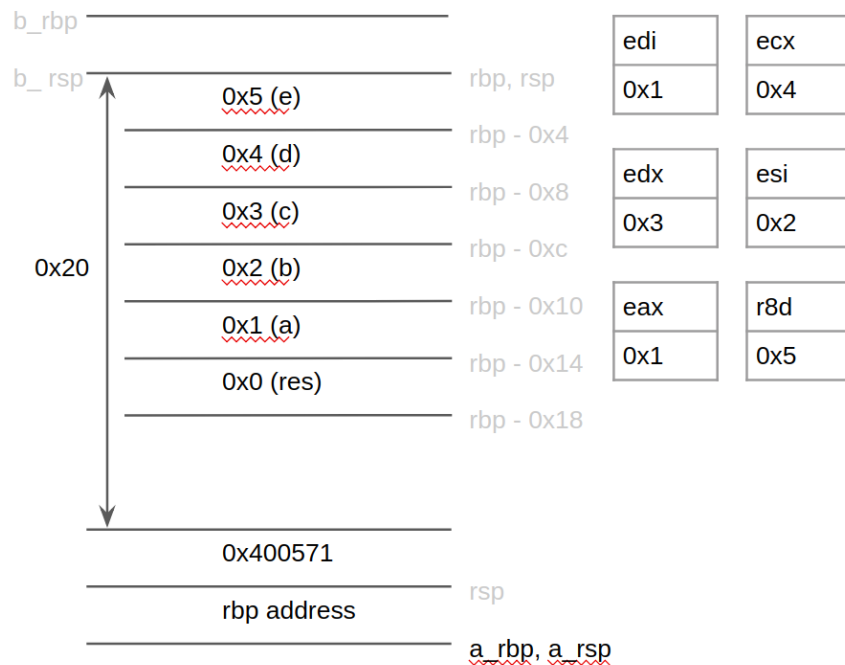 b_rbp
b_ rsp
rbp, rsp
0x5 (e)
rbp - 0x4
0x4 (d)
rbp - 0x8
0x3 (c)
rbp - 0xc
0x20
0x2 (b)
rbp - 0x10
0x1 (a)
rbp - 0x14
0x0 (res)
rbp - 0x18
0x400571
rsp
rbp address
a_rbp, a_rsp
edi
0x1
ecx
0x4
edx
0x3
esi
0x2
eax
0x1
r8d
0x5